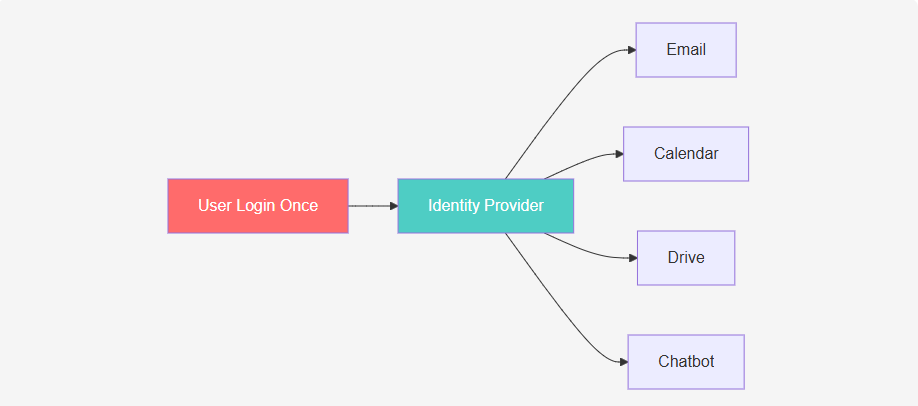 User Login Once
Identity Provider
Email
Calendar
Drive
Chatbot